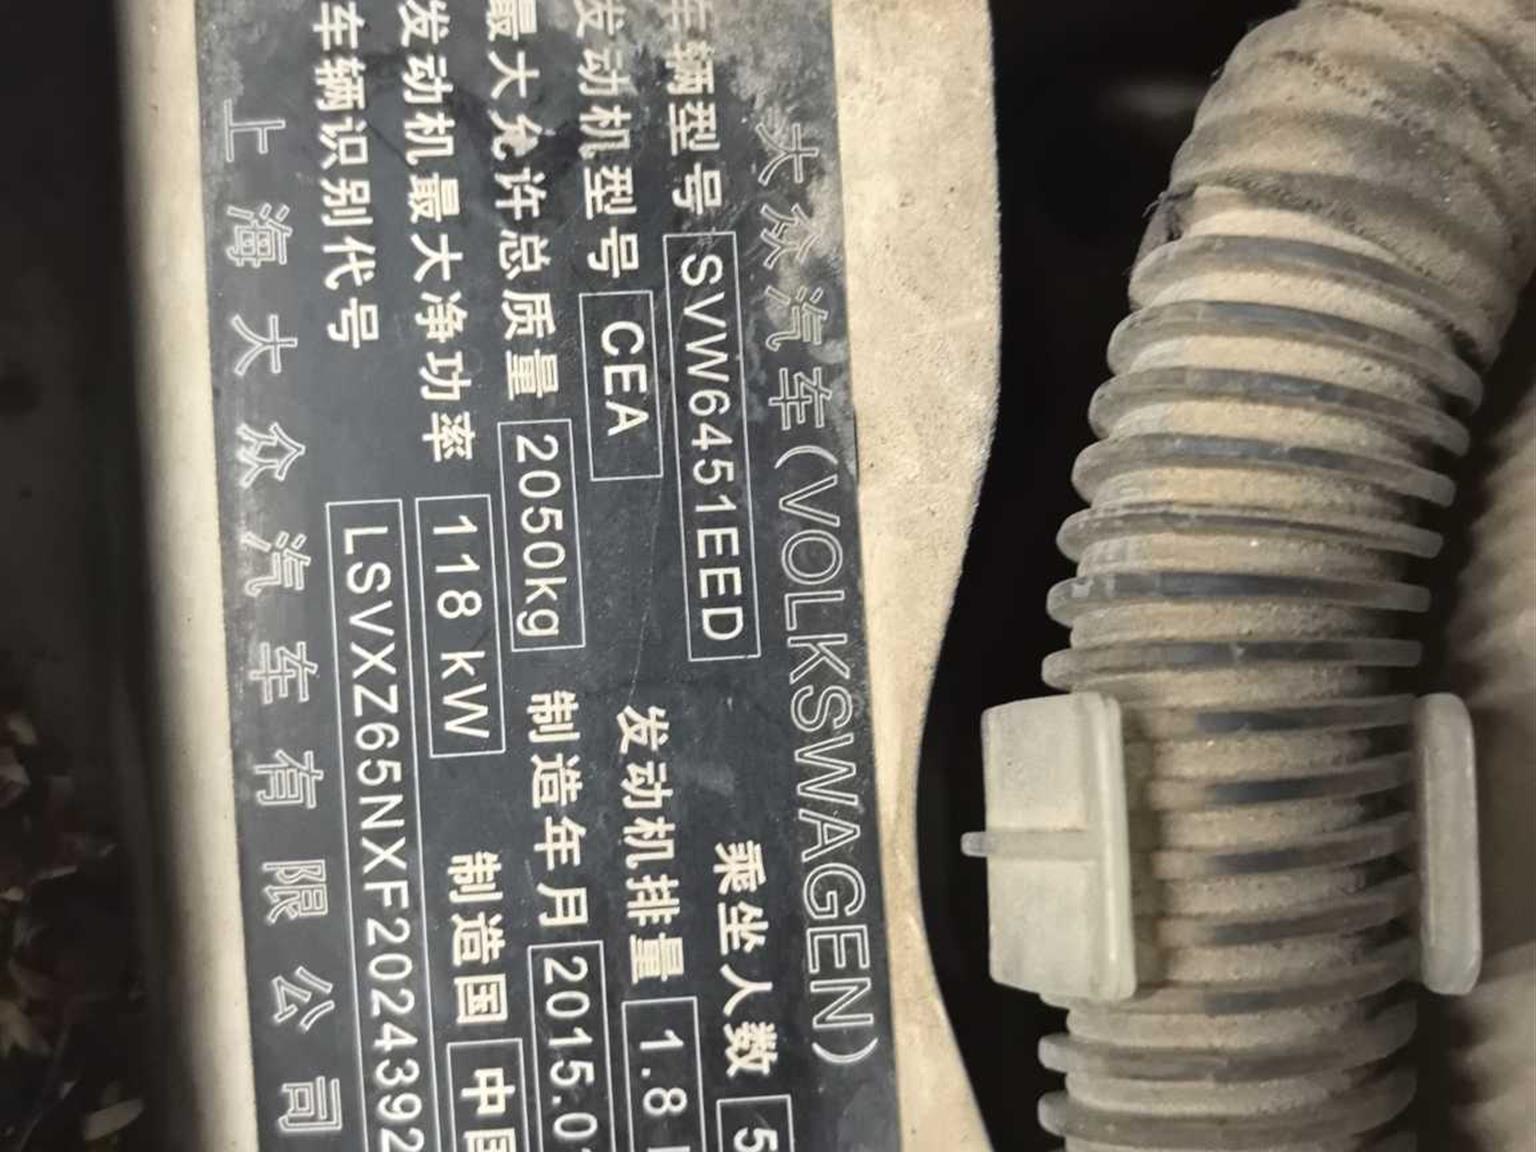 大众汽车(VOLKSWAGEN)
车辆型号 SVW6451EED 乘坐人数 5
发动机型号 CEA 发动机排量 1.8
最大允许总质量 2050kg 制造年月 2015.0
发动机最大净功率 118 kW 制造国 中国
车辆识别代号 LSVXZ65NXF2024392
上海大众汽车有限公司